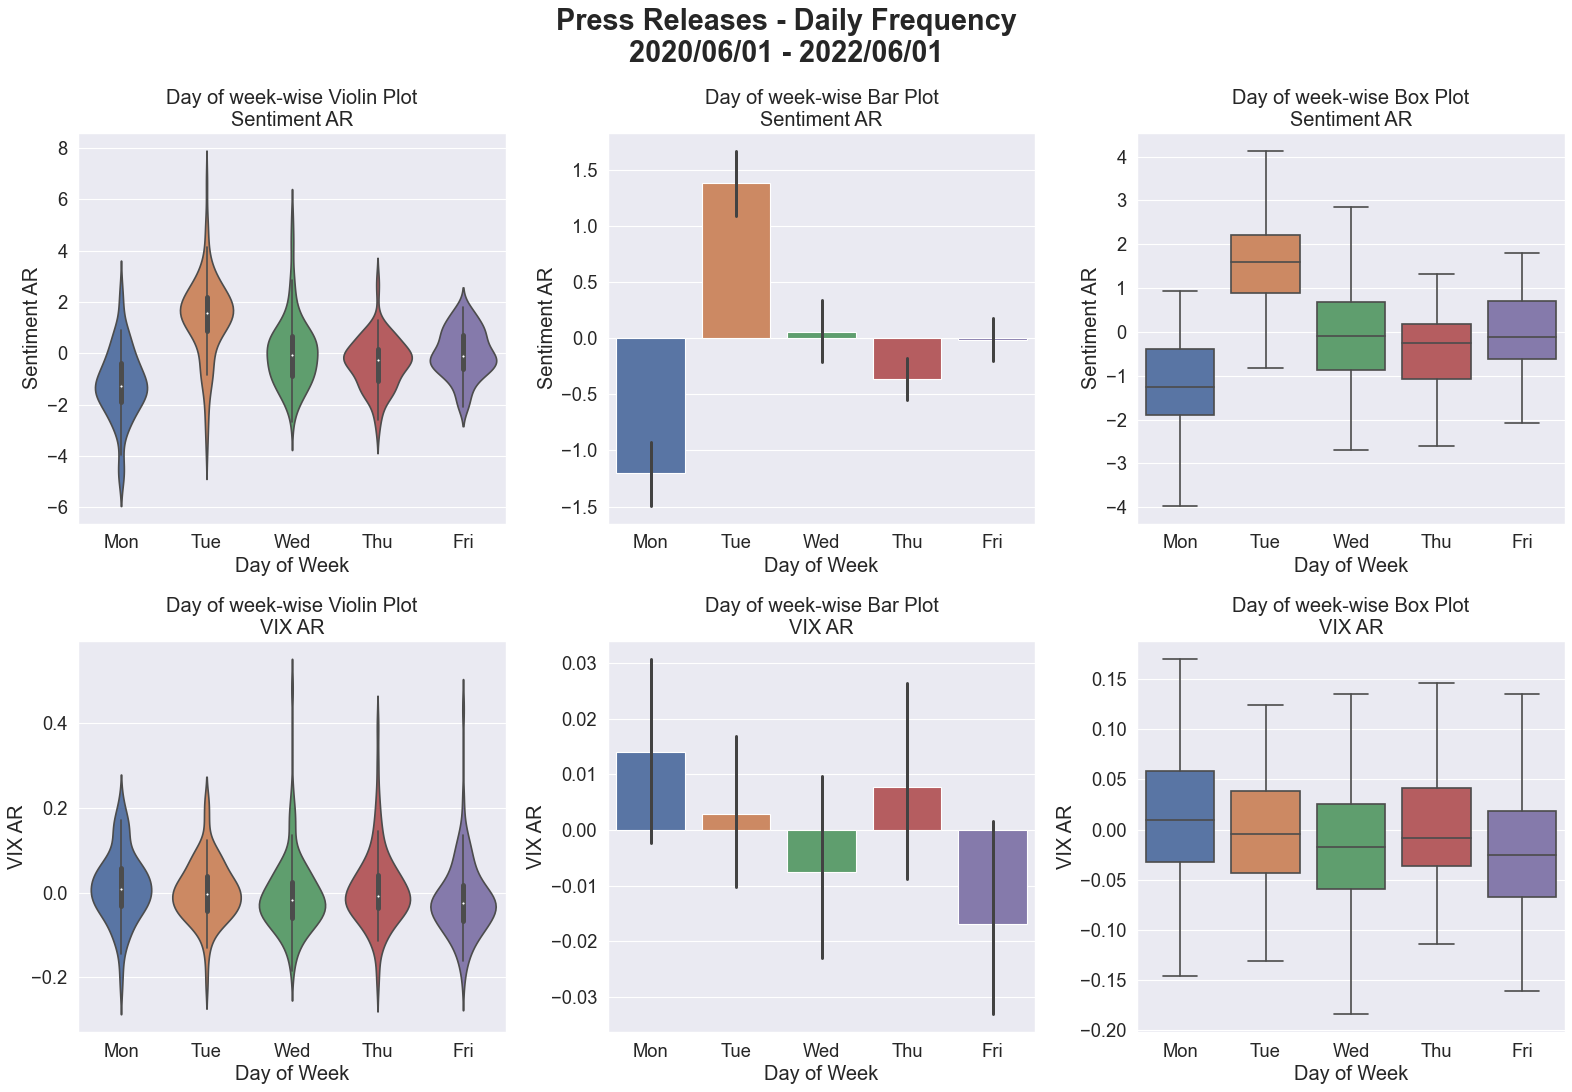 Press Releases - Daily Frequency
2020/06/01 - 2022/06/01
Day of week-wise Violin Plot
Sentiment AR
Sentiment AR
8
6
4
2
0
−2
−4
−6
Mon Tue Wed Thu Fri
Day of Week
Day of week-wise Bar Plot
Sentiment AR
Sentiment AR
1.5
1.0
0.5
0.0
−0.5
−1.0
−1.5
Mon Tue Wed Thu Fri
Day of Week
Day of week-wise Box Plot
Sentiment AR
Sentiment AR
4
3
2
1
0
−1
−2
−3
−4
Mon Tue Wed Thu Fri
Day of Week
Day of week-wise Violin Plot
VIX AR
VIX AR
0.4
0.2
0.0
−0.2
Mon Tue Wed Thu Fri
Day of Week
Day of week-wise Bar Plot
VIX AR
VIX AR
0.03
0.02
0.01
0.00
−0.01
−0.02
−0.03
Mon Tue Wed Thu Fri
Day of Week
Day of week-wise Box Plot
VIX AR
VIX AR
0.15
0.10
0.05
0.00
−0.05
−0.10
−0.15
−0.20
Mon Tue Wed Thu Fri
Day of Week